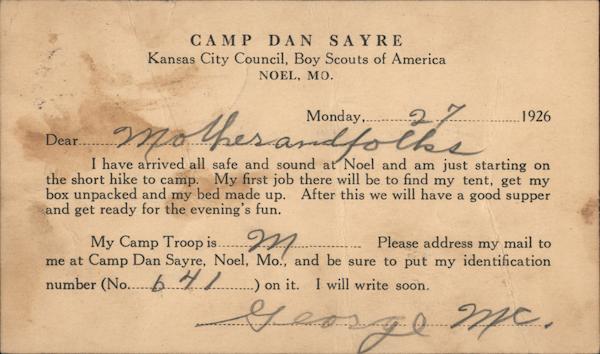 CAMP DAN SAYRE
Kansas City Council, Boy Scouts of America
NOEL, MO.
Monday, 27 1926
Dear Mother and folks
I have arrived all safe and sound at Noel and am just starting on
the short hike to camp. My first job there will be to find my tent, get my
box unpacked and my bed made up. After this we will have a good supper
and get ready for the evening's fun.
My Camp Troop is M Please address my mail to
me at Camp Dan Sayre, Noel, Mo., and be sure to put my identification
number (No. 641) on it. I will write soon.
George Mc.